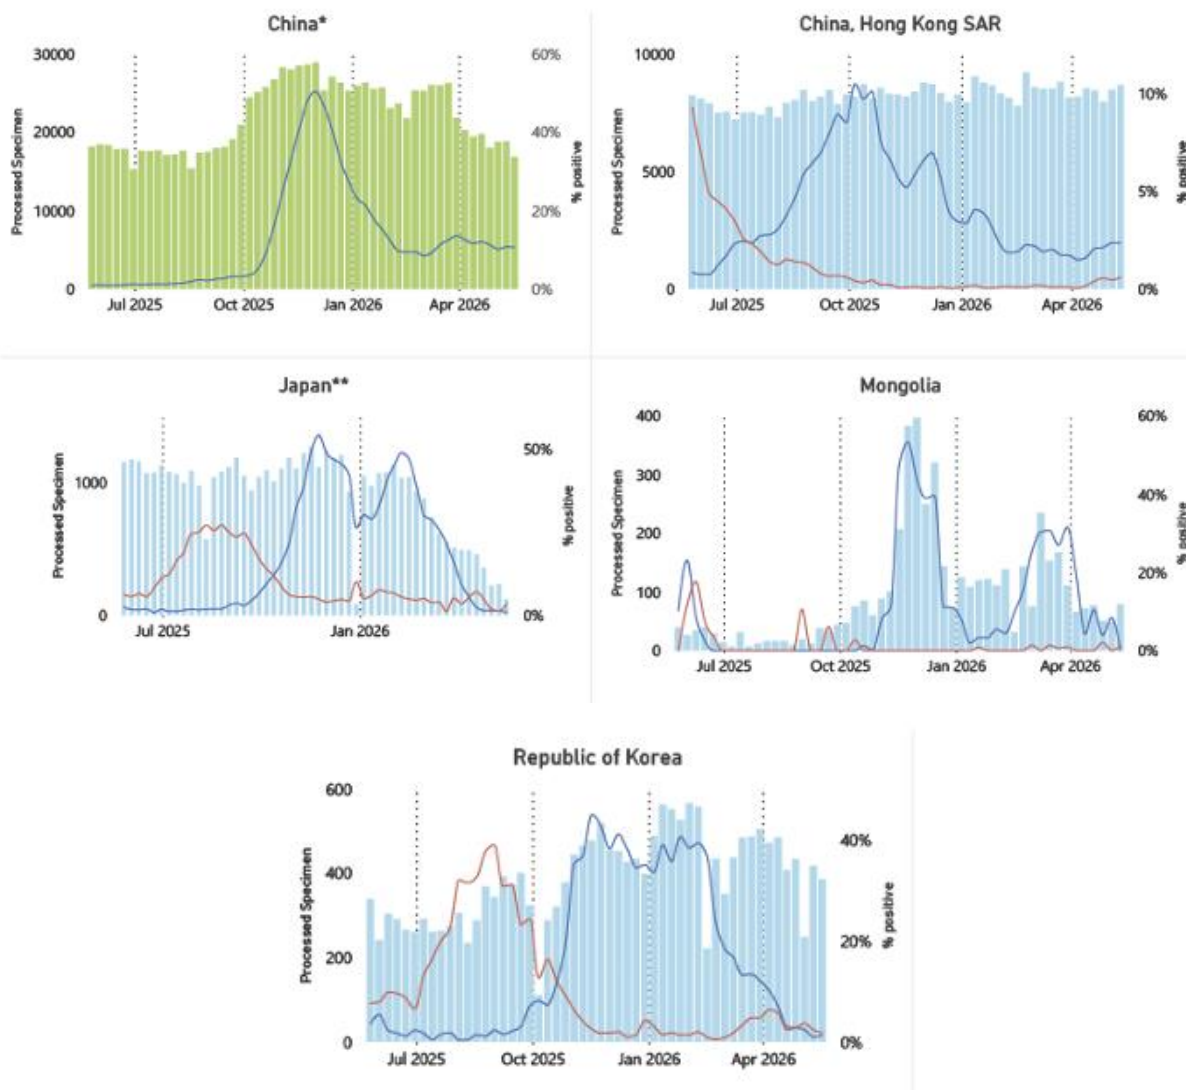 China*
30000
20000
10000
0
60%
40%
20%
0%
Processed Specimen
% positive
Jul 2025 Oct 2025 Jan 2026 Apr 2026
China, Hong Kong SAR
10000
5000
0
10%
5%
0%
Processed Specimen
% positive
Jul 2025 Oct 2025 Jan 2026 Apr 2026
Japan**
1000
0
50%
0%
Processed Specimen
% positive
Jul 2025 Jan 2026
Mongolia
400
300
200
100
0
60%
40%
20%
0%
Processed Specimen
% positive
Jul 2025 Oct 2025 Jan 2026 Apr 2026
Republic of Korea
600
400
200
0
40%
20%
0%
Processed Specimen
% positive
Jul 2025 Oct 2025 Jan 2026 Apr 2026